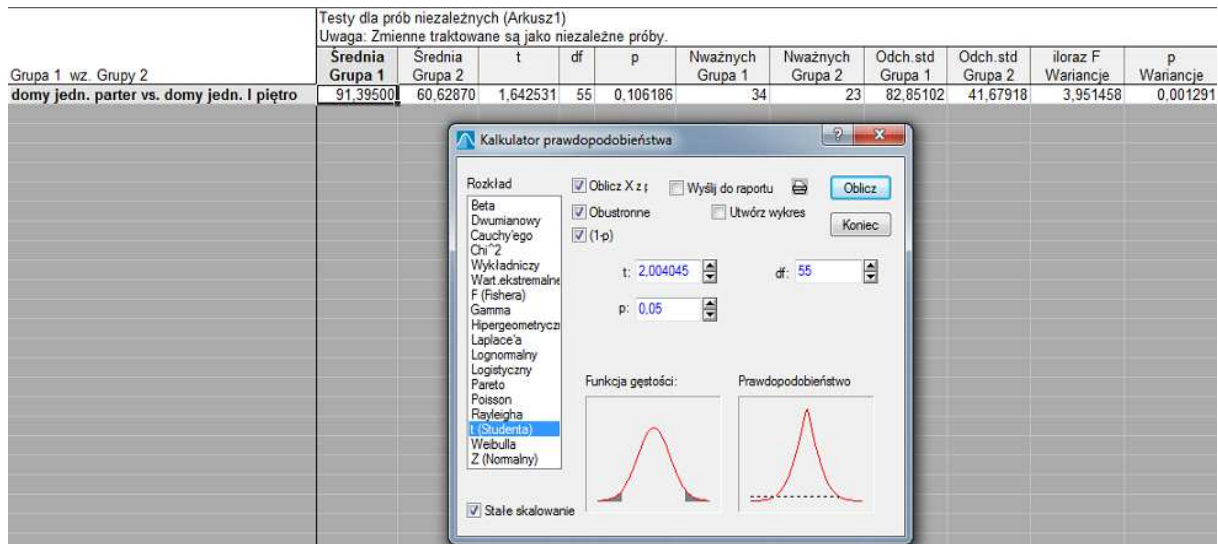 Testy dla prób niezależnych (Arkusz1)
Uwaga: Zmienne traktowane są jako niezależne próby.
Grupa 1 wz. Grupy 2 Średnia Grupa 1 Średnia Grupa 2 t df p Nważnych Grupa 1 Nważnych Grupa 2 Odch.std Grupa 1 Odch.std Grupa 2 iloraz F Wariancje p Wariancje
domy jedn. parter vs. domy jedn. I piętro 91,39500 60,62870 1,642531 55 0,106186 34 23 82,85102 41,67918 3,951458 0,001291
Kalkulator prawdopodobieństwa
Rozkład
Beta
Dwumianowy
Cauchy'ego
Chi^2
Wykładniczy
Wart.ekstremalne
F (Fishera)
Gamma
Hipergeometryczn
Laplace'a
Lognormalny
Logistyczny
Pareto
Poisson
Rayleigha
t (Studenta)
Weibulla
Z (Normalny)
Stałe skalowanie
Oblicz X z p
Wyślij do raportu
Oblicz
Obustronne
Utwórz wykres
Koniec
(1-p)
t: 2,004045
df: 55
p: 0,05
Funkcja gęstości:
Prawdopodobieństwo